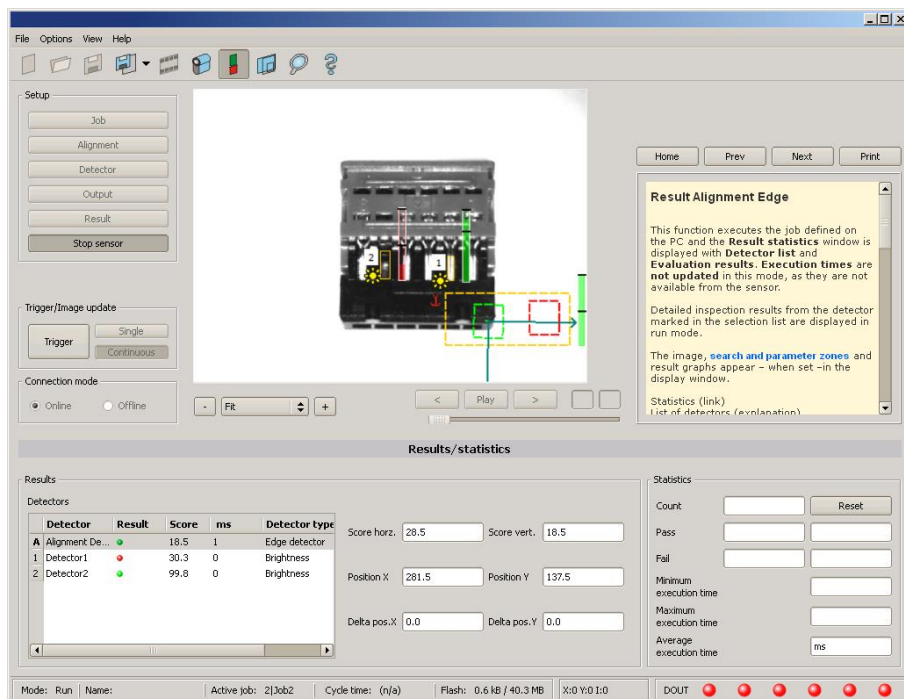 File Options View Help
Setup
Job
Alignment
Detector
Output
Result
Stop sensor
Trigger/Image update
Trigger
Single
Continuous
Connection mode
Online
Offline
2
1
- Fit +
< Play >
Home Prev Next Print
Result Alignment Edge
This function executes the job defined on
the PC and the Result statistics window is
displayed with Detector list and
Evaluation results. Execution times are
not updated in this mode, as they are not
available from the sensor.
Detailed inspection results from the detector
marked in the selection list are displayed in
run mode.
The image, search and parameter zones and
result graphs appear – when set –in the
display window.
Statistics (link)
List of detectors (explanation)
Results/statistics
Results
Detectors
Detector Result Score ms Detector type
A Alignment De... 18.5 1 Edge detector
1 Detector1 30.3 0 Brightness
2 Detector2 99.8 0 Brightness
Score horz. 28.5 Score vert. 18.5
Position X 281.5 Position Y 137.5
Delta pos.X 0.0 Delta pos.Y 0.0
Statistics
Count Reset
Pass
Fail
Minimum
execution time
Maximum
execution time
Average
execution time
ms
Mode: Run Name: Active job: 2|Job2 Cycle time: (n/a) Flash: 0.6 kB / 40.3 MB X:0 Y:0 I:0 DOUT